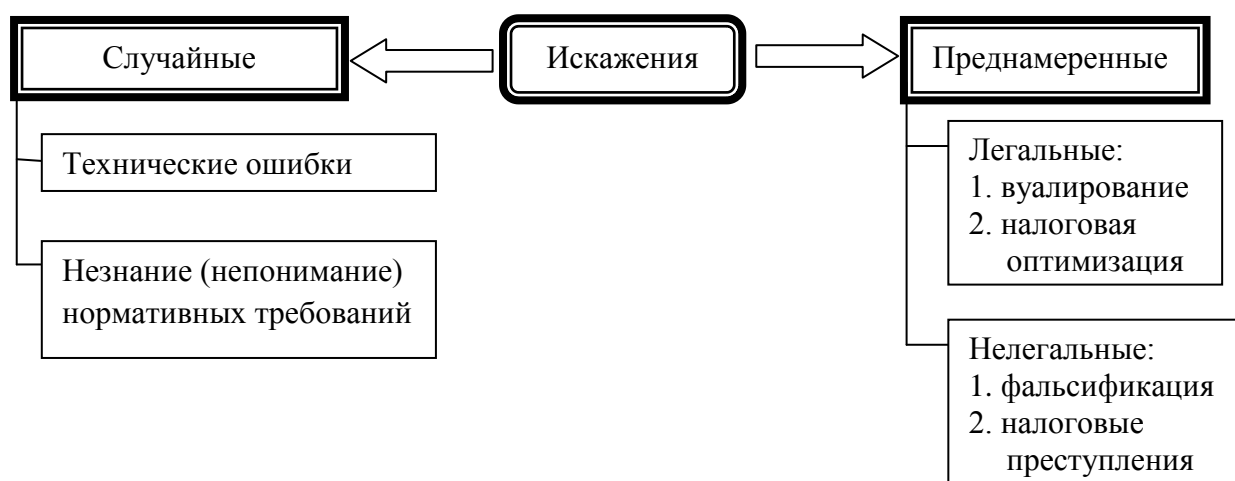 Случайные
Искажения
Преднамеренные
Технические ошибки
Незнание (непонимание)
нормативных требований
Легальные:
1. вуалирование
2. налоговая
оптимизация
Нелегальные:
1. фальсификация
2. налоговые
преступления